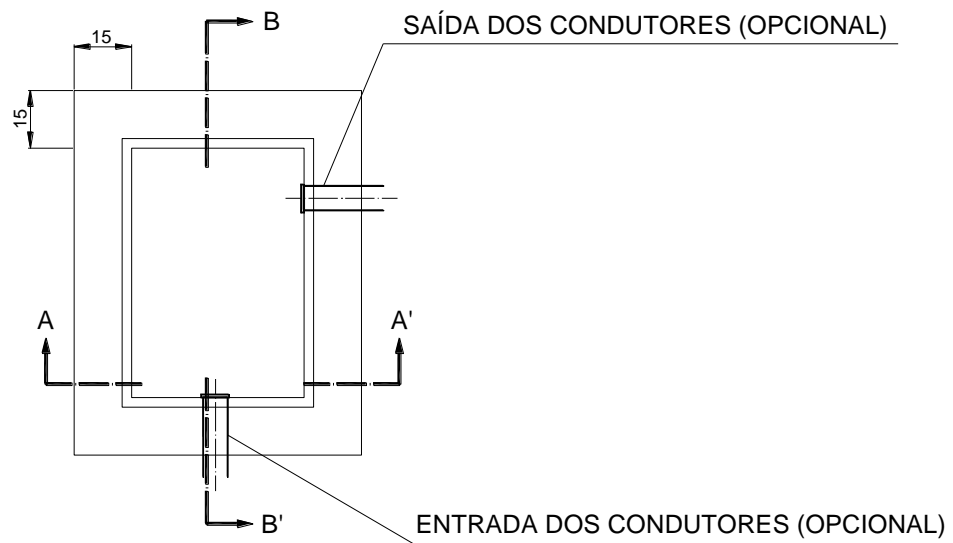 B
SAÍDA DOS CONDUTORES (OPCIONAL)
15
15
A
A'
B'
ENTRADA DOS CONDUTORES (OPCIONAL)